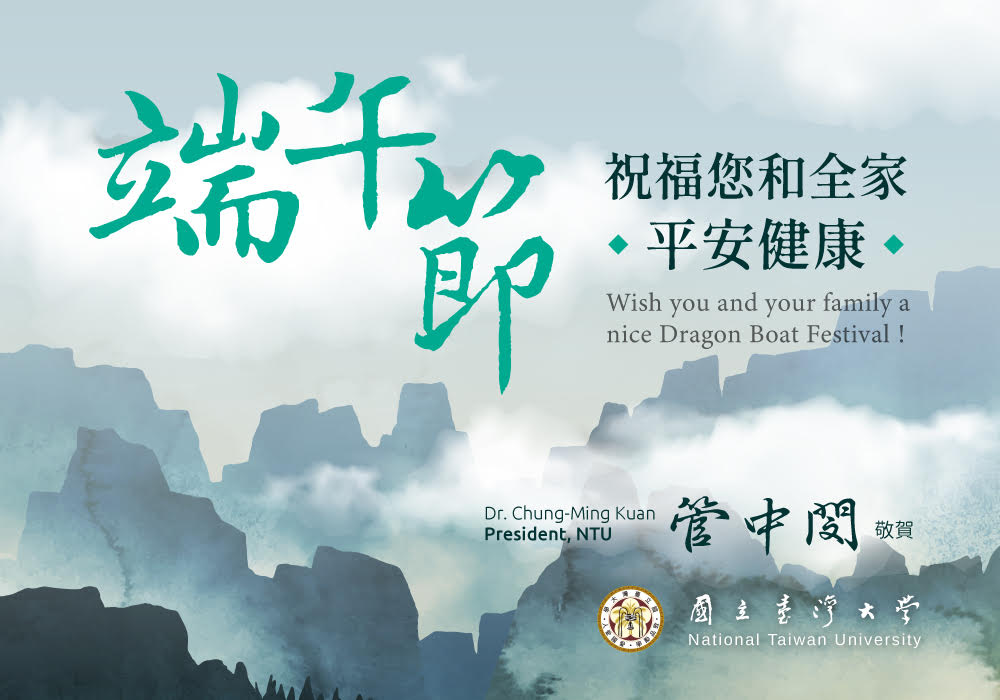 端午節
祝福您和全家
平安健康
Wish you and your family a
nice Dragon Boat Festival !
Dr. Chung-Ming Kuan
President, NTU
管中閔 敬賀
國立臺灣大學
National Taiwan University